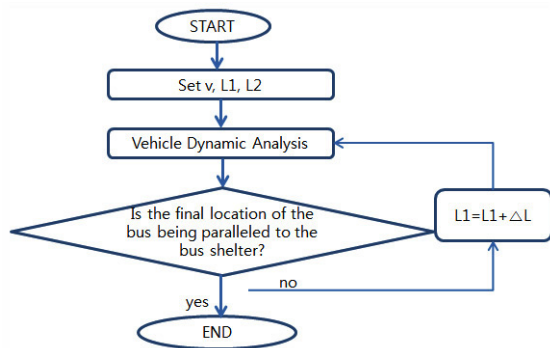 START
Set v, L1, L2
Vehicle Dynamic Analysis
Is the final location of the
bus being paralleled to the
bus shelter?
L1=L1+△L
no
yes
END